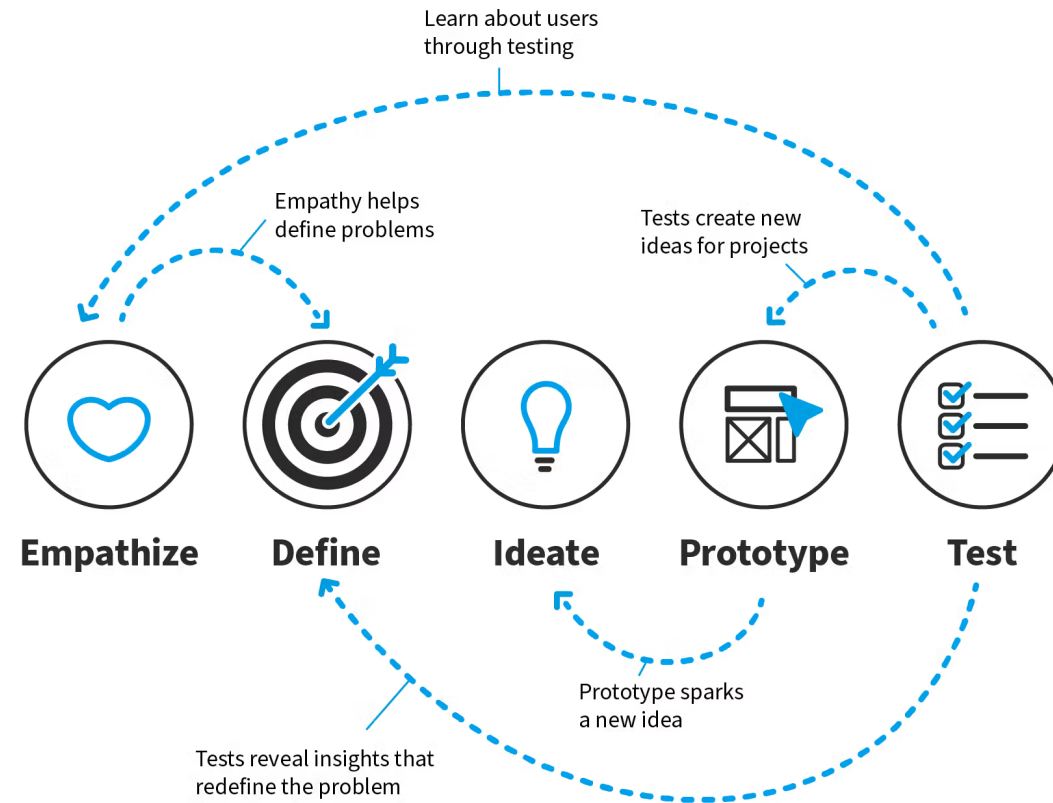 Learn about users
through testing
Empathy helps
define problems
Tests create new
ideas for projects
Empathize
Define
Ideate
Prototype
Test
Prototype sparks
a new idea
Tests reveal insights that
redefine the problem